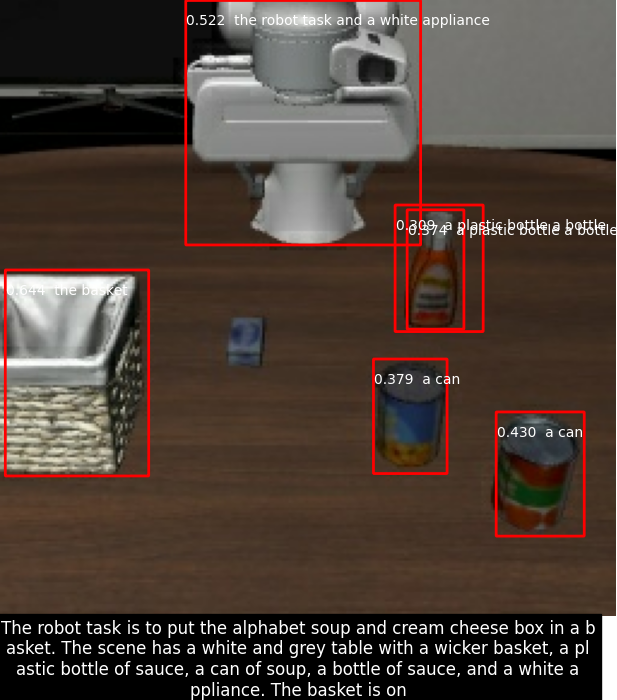 0.522 the robot task and a white appliance
0.309 a plastic bottle a bottle
0.374 a plastic bottle a bottle
0.644 the basket
0.379 a can
0.430 a can
The robot task is to put the alphabet soup and cream cheese box in a b
asket. The scene has a white and grey table with a wicker basket, a pl
astic bottle of sauce, a can of soup, a bottle of sauce, and a white a
ppliance. The basket is on